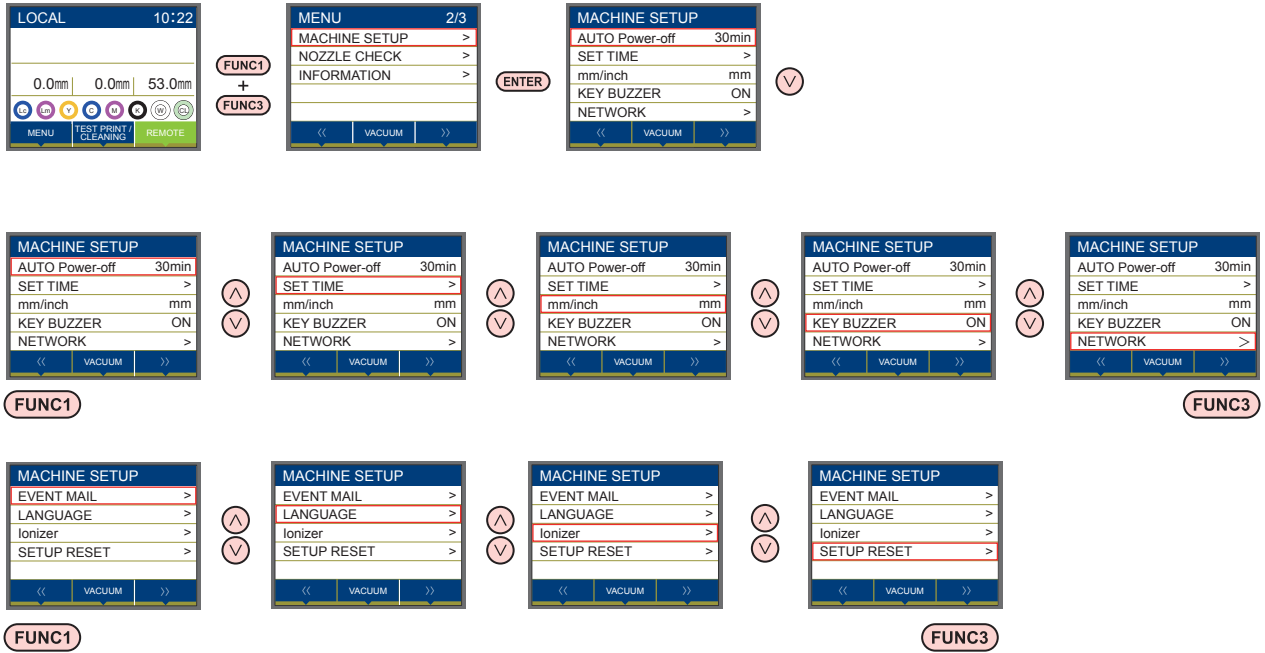 LOCAL 10:22
0.0mm 0.0mm 53.0mm
Lc Lm Y C M K W CL
MENU TEST PRINT / CLEANING REMOTE
FUNC1
+
FUNC3
MENU 2/3
MACHINE SETUP >
NOZZLE CHECK >
INFORMATION >
<< VACUUM >>
ENTER
MACHINE SETUP
AUTO Power-off 30min
SET TIME >
mm/inch mm
KEY BUZZER ON
NETWORK >
<< VACUUM >>
MACHINE SETUP
AUTO Power-off 30min
SET TIME >
mm/inch mm
KEY BUZZER ON
NETWORK >
<< VACUUM >>
MACHINE SETUP
AUTO Power-off 30min
SET TIME >
mm/inch mm
KEY BUZZER ON
NETWORK >
<< VACUUM >>
MACHINE SETUP
AUTO Power-off 30min
SET TIME >
mm/inch mm
KEY BUZZER ON
NETWORK >
<< VACUUM >>
MACHINE SETUP
AUTO Power-off 30min
SET TIME >
mm/inch mm
KEY BUZZER ON
NETWORK >
<< VACUUM >>
MACHINE SETUP
AUTO Power-off 30min
SET TIME >
mm/inch mm
KEY BUZZER ON
NETWORK >
<< VACUUM >>
FUNC1
FUNC3
MACHINE SETUP
EVENT MAIL >
LANGUAGE >
Ionizer >
SETUP RESET >
<< VACUUM >>
MACHINE SETUP
EVENT MAIL >
LANGUAGE >
Ionizer >
SETUP RESET >
<< VACUUM >>
MACHINE SETUP
EVENT MAIL >
LANGUAGE >
Ionizer >
SETUP RESET >
<< VACUUM >>
MACHINE SETUP
EVENT MAIL >
LANGUAGE >
Ionizer >
SETUP RESET >
<< VACUUM >>
FUNC1
FUNC3